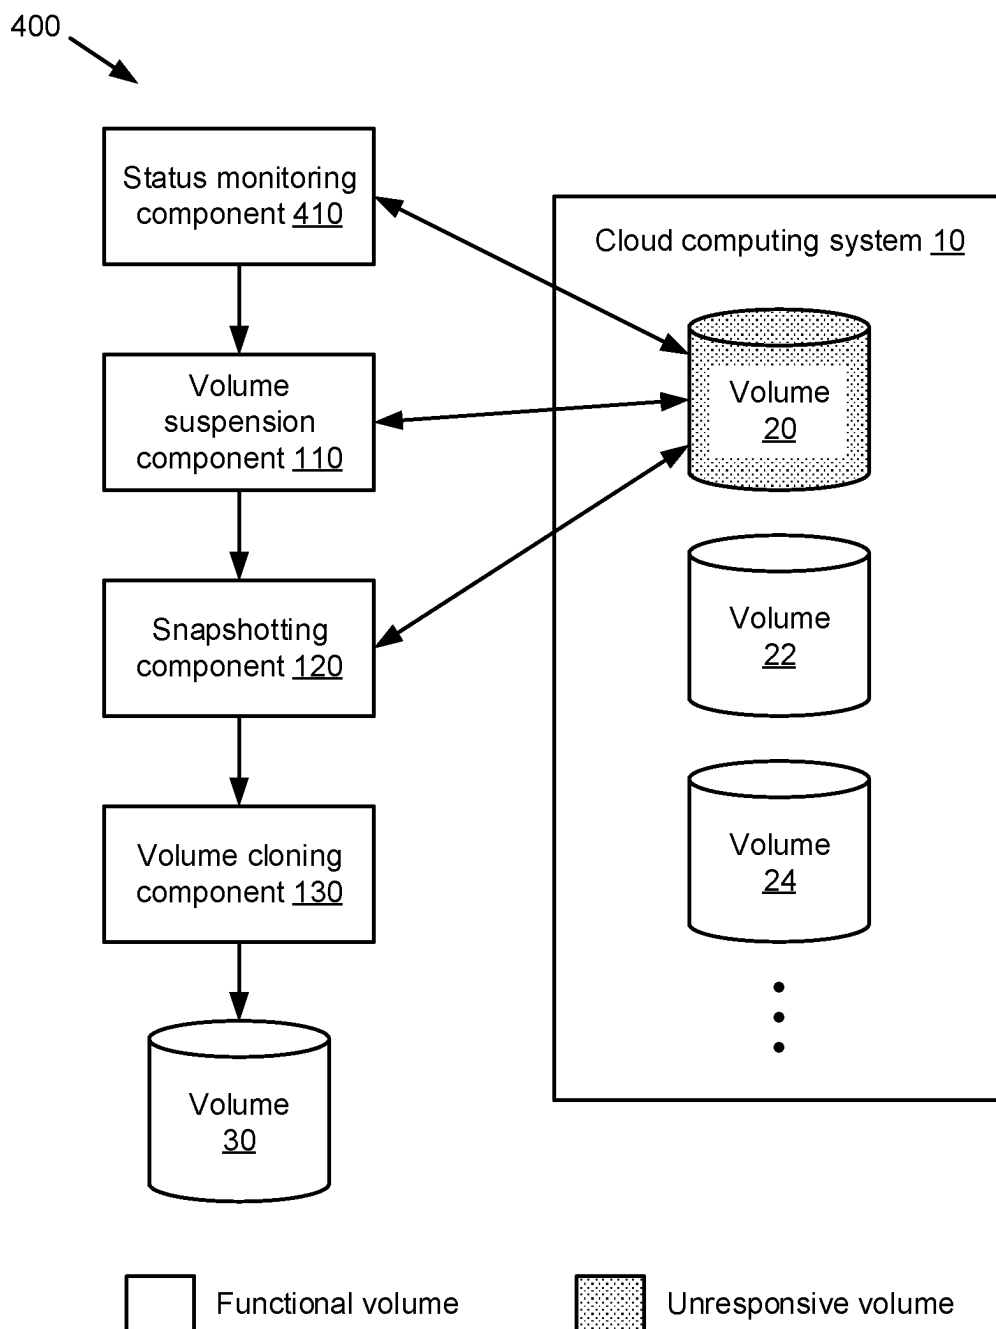 400
Status monitoring
component 410
Cloud computing system 10
Volume
suspension
component 110
Volume
20
Snapshotting
component 120
Volume
22
Volume cloning
component 130
Volume
24
Volume
30
Functional volume
Unresponsive volume